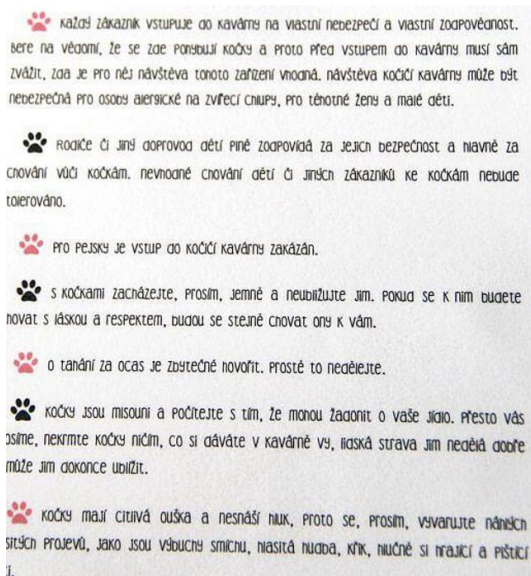 Každý zákazník vstupuje do kavárny na vlastní nebezpečí a vlastní zodpovědnost.
Bere na vědomí, že se zde pohybují kočky a proto před vstupem do kavárny musí sám
zvážit, zda je pro něj návštěva tohoto zařízení vhodná. Návštěva kočičí kavárny může být
nebezpečná pro osoby alergické na zvířecí chlupy, pro těhotné ženy a malé děti.
Rodiče či jiný doprovod dětí plně zodpovídá za jejich bezpečnost a hlavně za
chování vůči kočkám. Nevhodné chování dětí či jiných zákazníků ke kočkám nebude
tolerováno.
Pro pejsky je vstup do kočičí kavárny zakázán.
S kočkami zacházejte, prosím, jemně a neubližujte jim. Pokud se k nim budete
hovat s láskou a respektem, budou se stejně chovat ony k vám.
O tahání za ocas je zbytečné hovořit. Prostě to nedělejte.
Kočky jsou mlsouni a počítejte s tím, že mohou žadonit o vaše jídlo. Přesto vás
osíme, nekrmte kočky ničím, co si dáváte v kavárně vy, lidská strava jim nedělá dobře
může jim dokonce ublížit.
Kočky mají citlivá ouška a nesnáší hluk, proto se, prosím, vyvarujte náhlých
sitých projevů, jako jsou výbuchy smíchu, hlasitá hudba, křik, hlučně si hrající a pištící